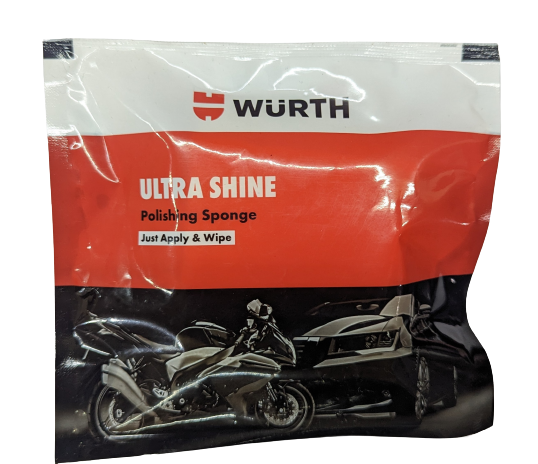 WÜRTH
ULTRA SHINE
Polishing Sponge
Just Apply & Wipe